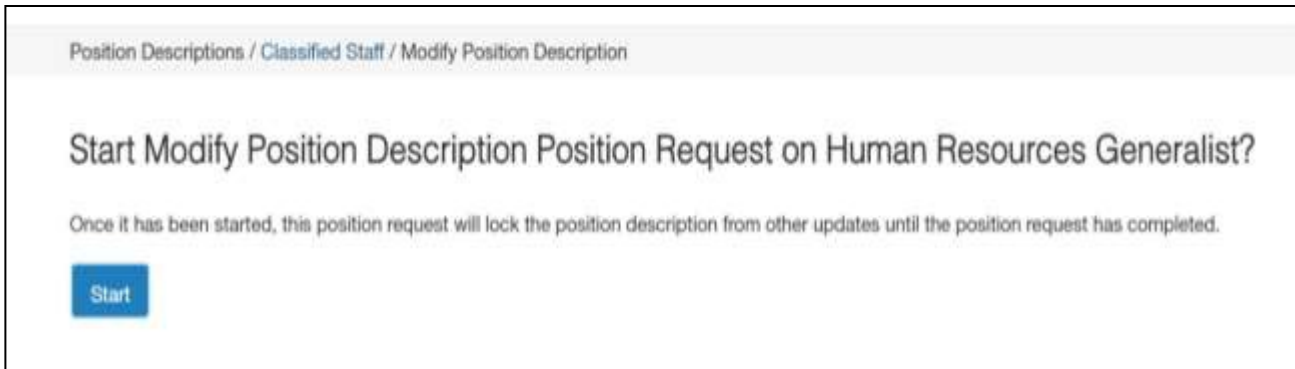 Position Descriptions / Classified Staff / Modify Position Description
Start Modify Position Description Position Request on Human Resources Generalist?
Once it has been started, this position request will lock the position description from other updates until the position request has completed.
Start